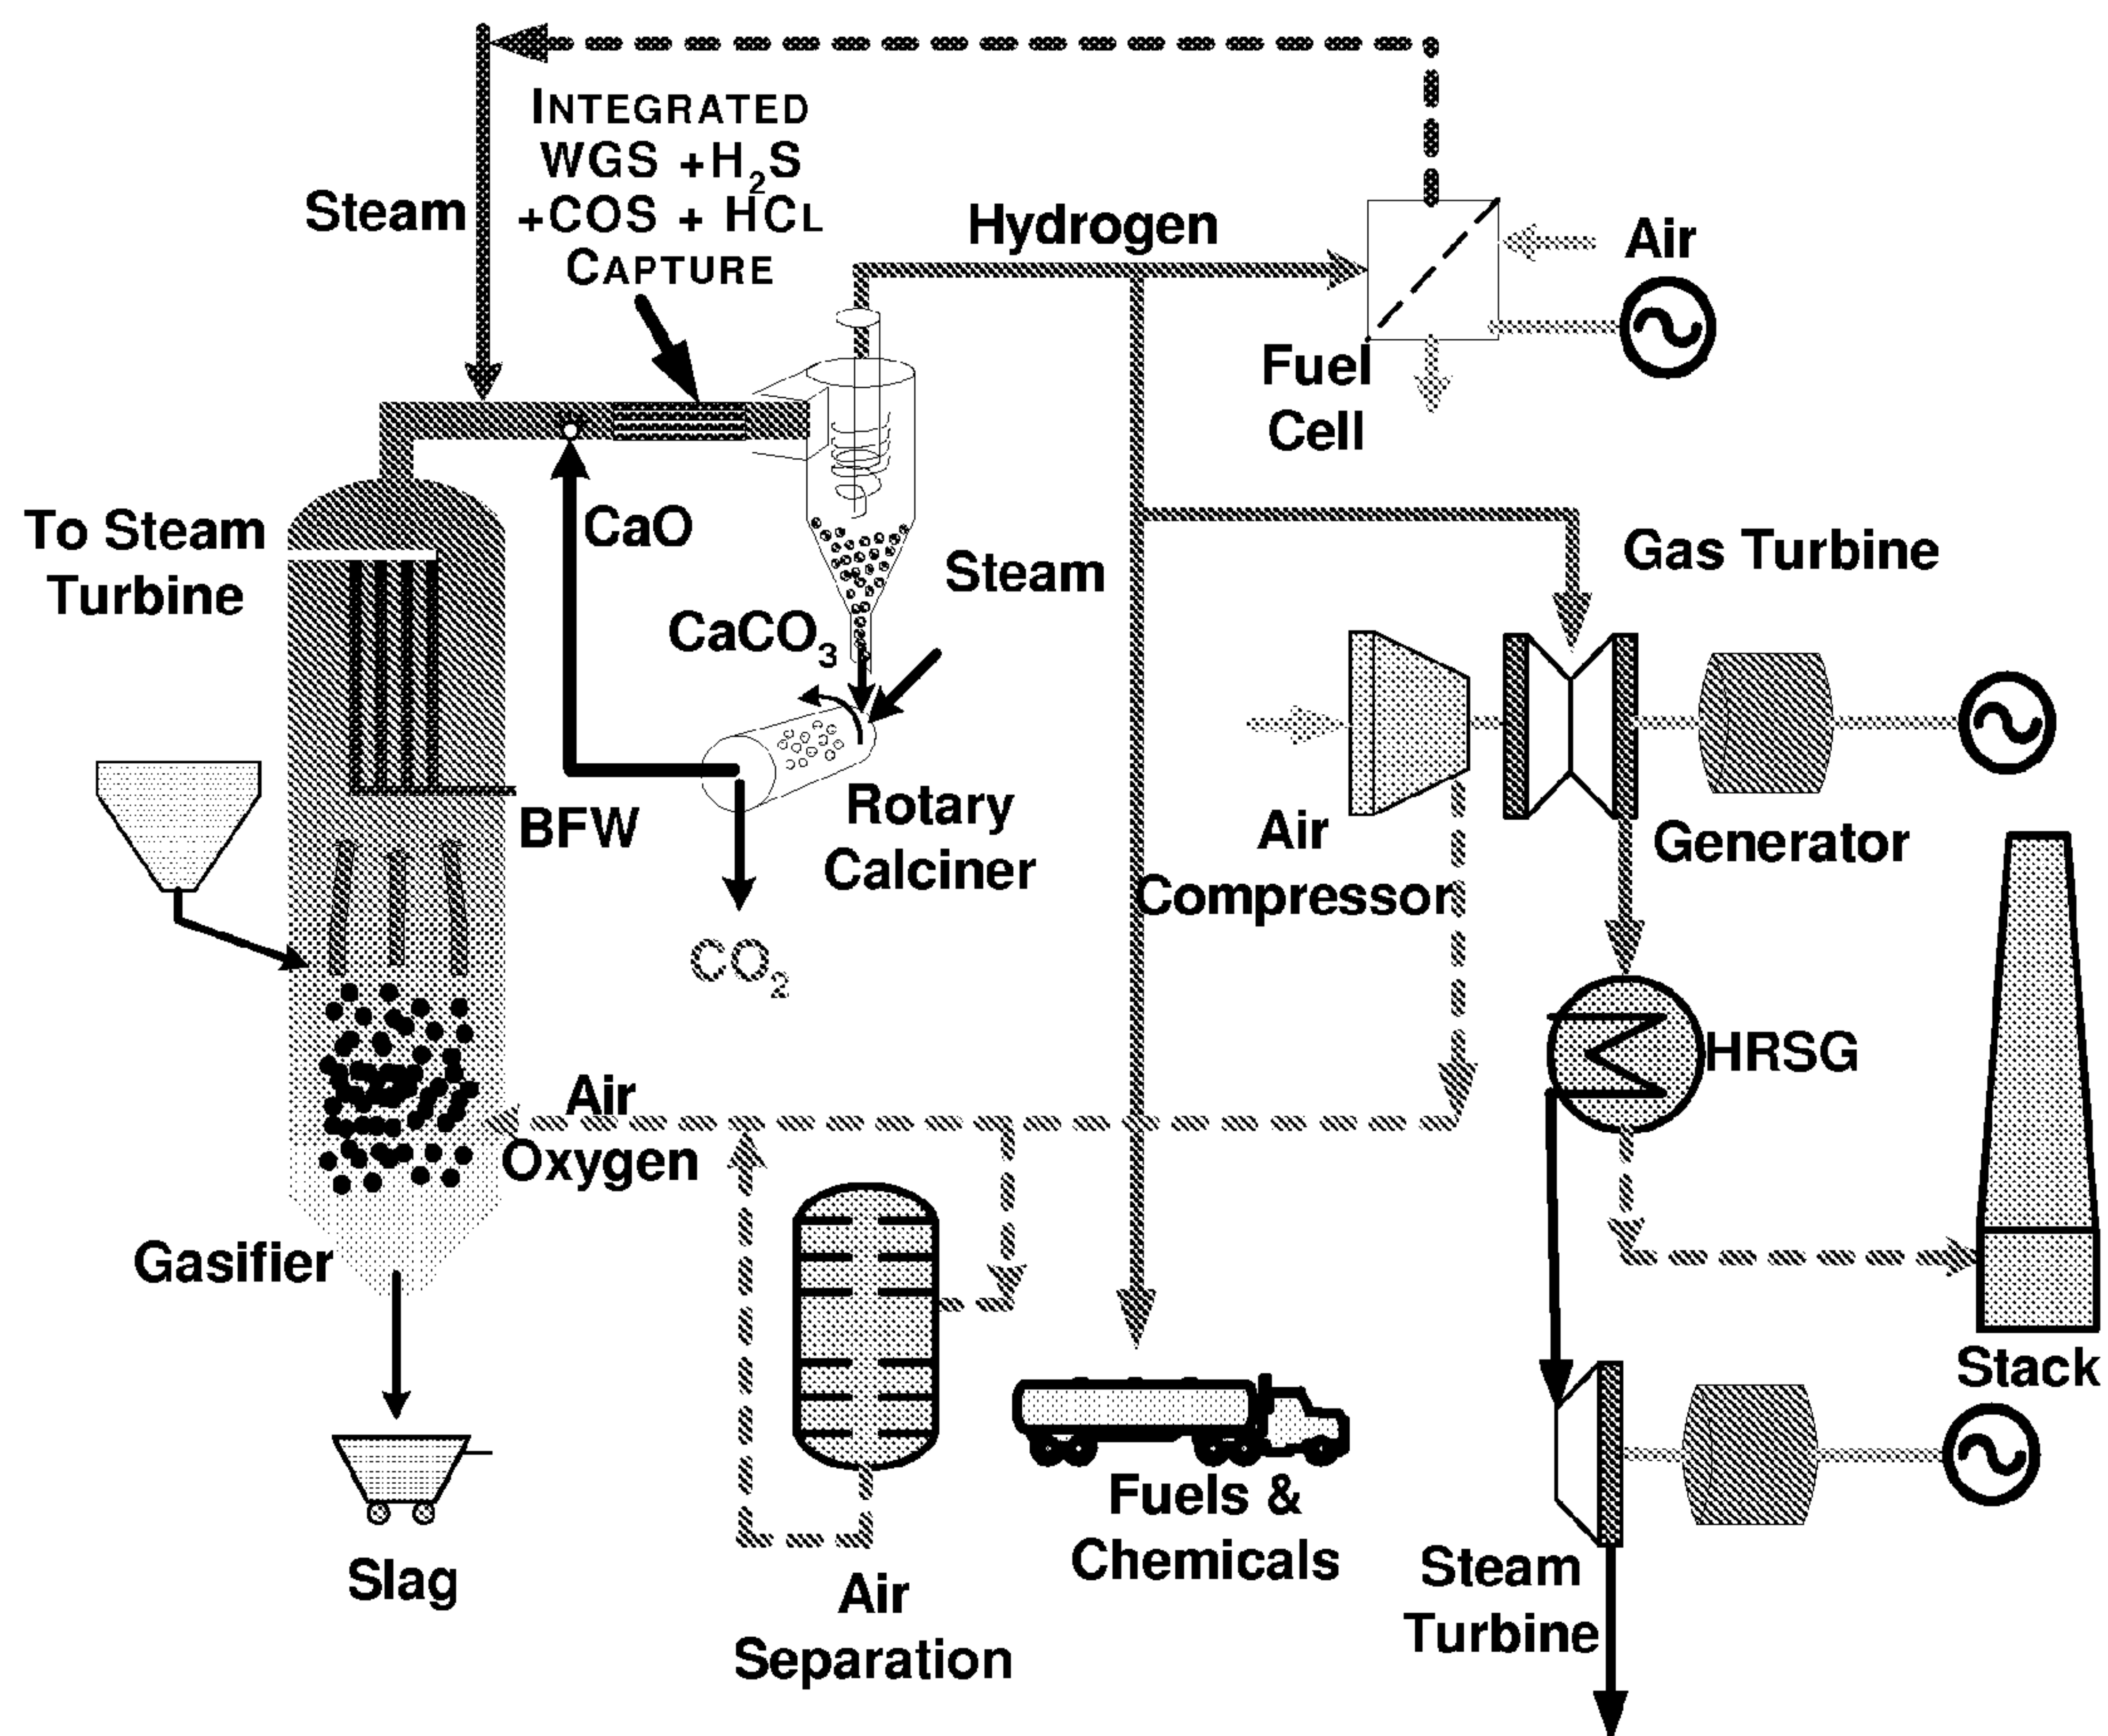 INTEGRATED
WGS +H2S
+COS + HCL
CAPTURE
Steam
Hydrogen
Air
Fuel
Cell
To Steam
Turbine
CaO
Steam
Gas Turbine
CaCO3
BFW
Rotary
Calciner
Air
Compressor
Generator
CO2
HRSG
Air
Oxygen
Gasifier
Stack
Fuels &
Chemicals
Slag
Air
Separation
Steam
Turbine